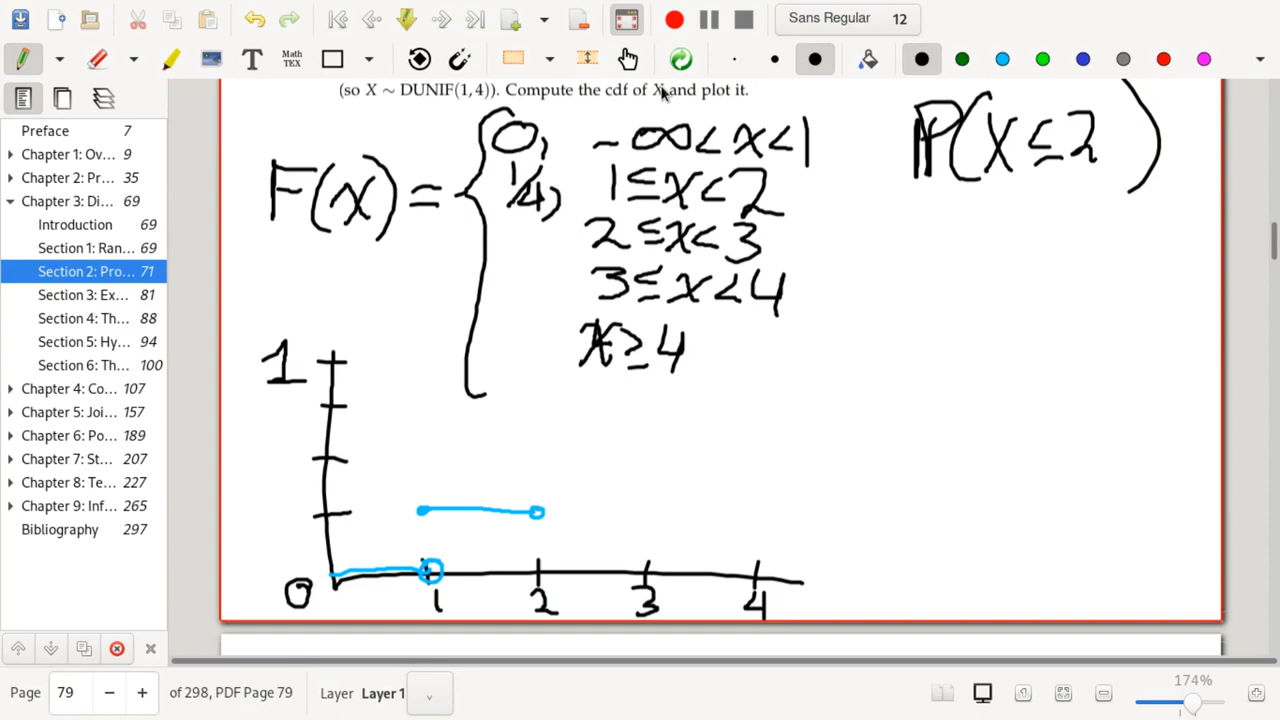 Sans Regular 12
Math TEX
Preface 7
Chapter 1: Ov... 9
Chapter 2: Pr... 35
Chapter 3: Di... 69
Introduction 69
Section 1: Ran... 69
Section 2: Pro... 71
Section 3: Ex... 81
Section 4: Th... 88
Section 5: Hy... 94
Section 6: Th... 100
Chapter 4: Co... 107
Chapter 5: Joi... 157
Chapter 6: Po... 189
Chapter 7: St... 207
Chapter 8: Te... 227
Chapter 9: Inf... 265
Bibliography 297
(so X ∼ DUNIF(1, 4)). Compute the cdf of X and plot it.
F(x) = {
0, -∞<x<1
1/4, 1≤x<2
2≤x<3
3≤x<4
x≥4
ℙ(X≤2)
1
0 1 2 3 4
Page 79 of 298, PDF Page 79 Layer Layer 1 174%